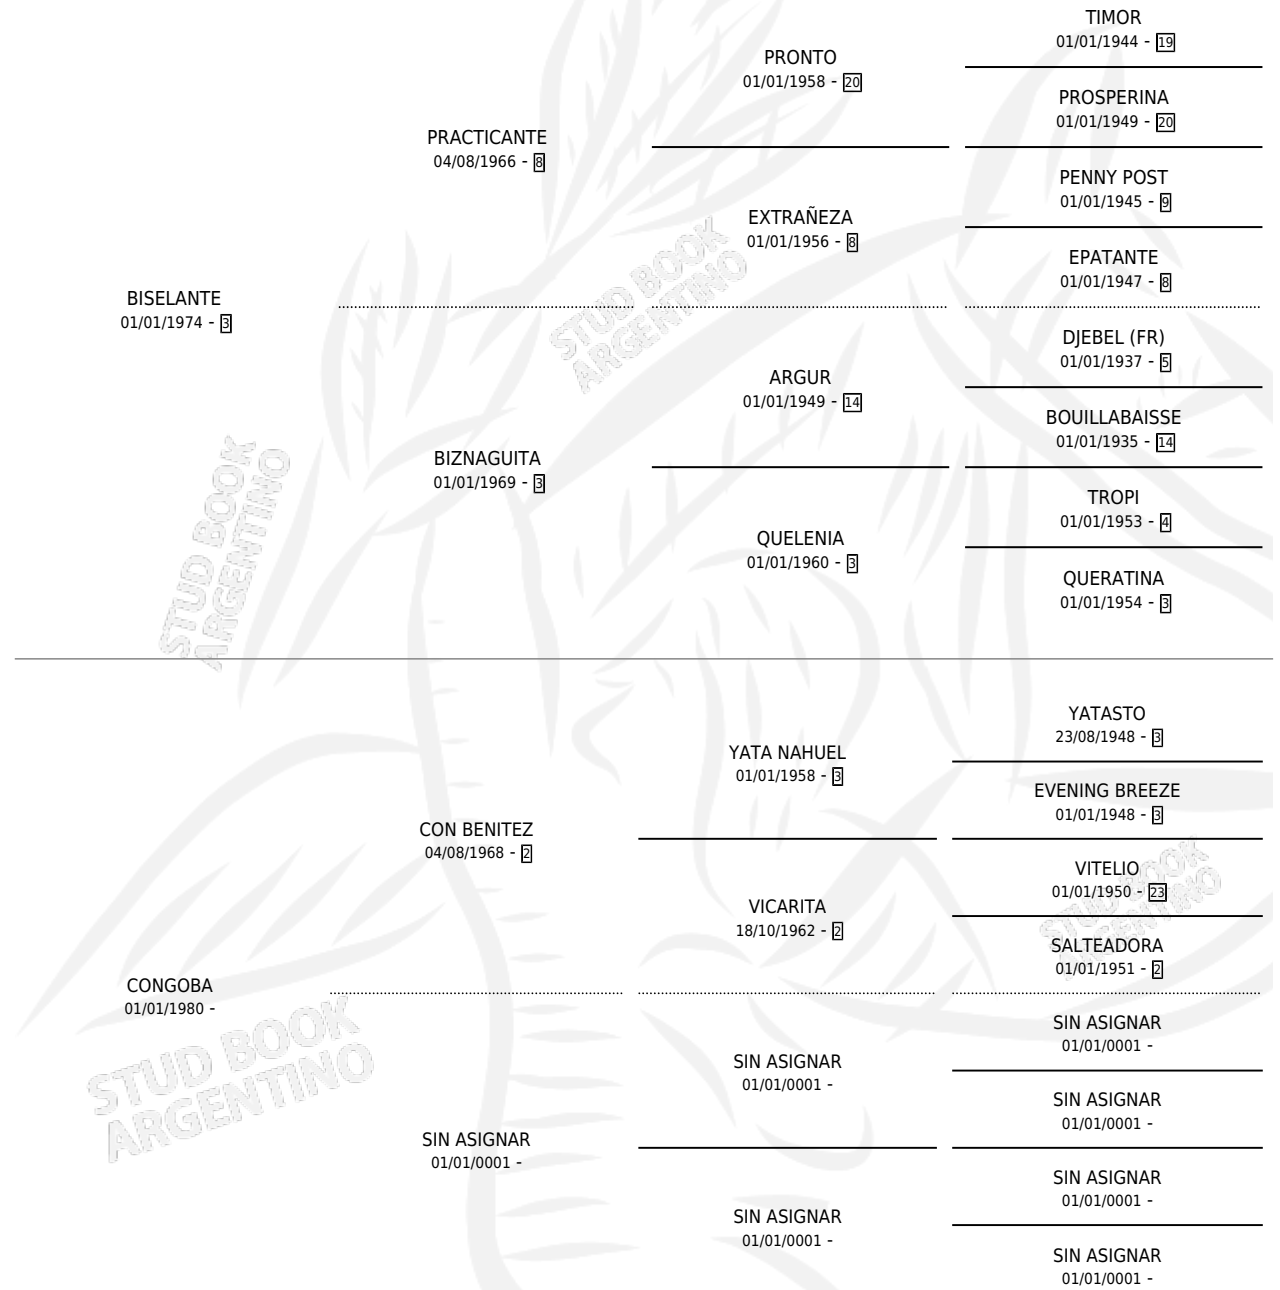 TIMOR
01/01/1944 - 19
PRONTO
01/01/1958 - 20
PROSPERINA
01/01/1949 - 20
PRACTICANTE
04/08/1966 - 8
PENNY POST
01/01/1945 - 9
EXTRAÑEZA
01/01/1956 - 8
EPATANTE
01/01/1947 - 8
BISELANTE
01/01/1974 - 3
DJEBEL (FR)
01/01/1937 - 5
ARGUR
01/01/1949 - 14
BOUILLABAISSE
01/01/1935 - 14
BIZNAGUITA
01/01/1969 - 3
TROPI
01/01/1953 - 4
QUELENIA
01/01/1960 - 3
QUERATINA
01/01/1954 - 3
STUD BOOK
ARGENTINO
STUD BOOK
ARGENTINO
YATASTO
23/08/1948 - 3
YATA NAHUEL
01/01/1958 - 3
EVENING BREEZE
01/01/1948 - 3
CON BENITEZ
04/08/1968 - 2
VITELIO
01/01/1950 - 23
VICARITA
18/10/1962 - 2
SALTEADORA
01/01/1951 - 2
STUD BOOK
ARGENTINO
CONGOBA
01/01/1980 -
SIN ASIGNAR
01/01/0001 -
SIN ASIGNAR
01/01/0001 -
SIN ASIGNAR
01/01/0001 -
SIN ASIGNAR
01/01/0001 -
SIN ASIGNAR
01/01/0001 -
SIN ASIGNAR
01/01/0001 -
SIN ASIGNAR
01/01/0001 -
STUD BOOK
ARGENTINO